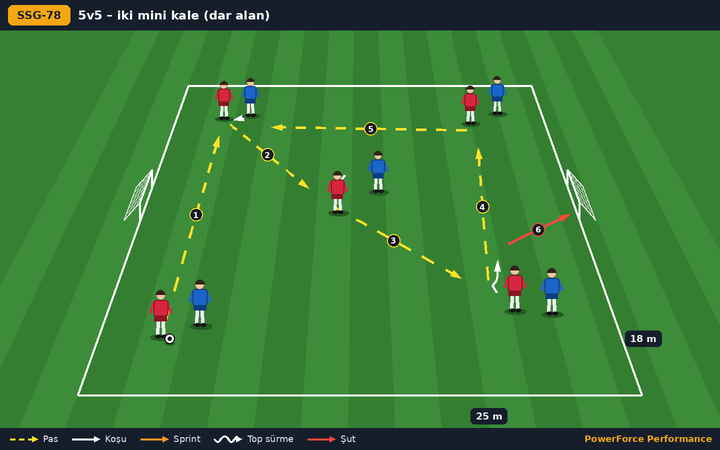 SSG-78 5v5 – iki mini kale (dar alan)
5
2
1
4
6
3
18 m
25 m
Pas Koşu Sprint Top sürme Şut PowerForce Performance